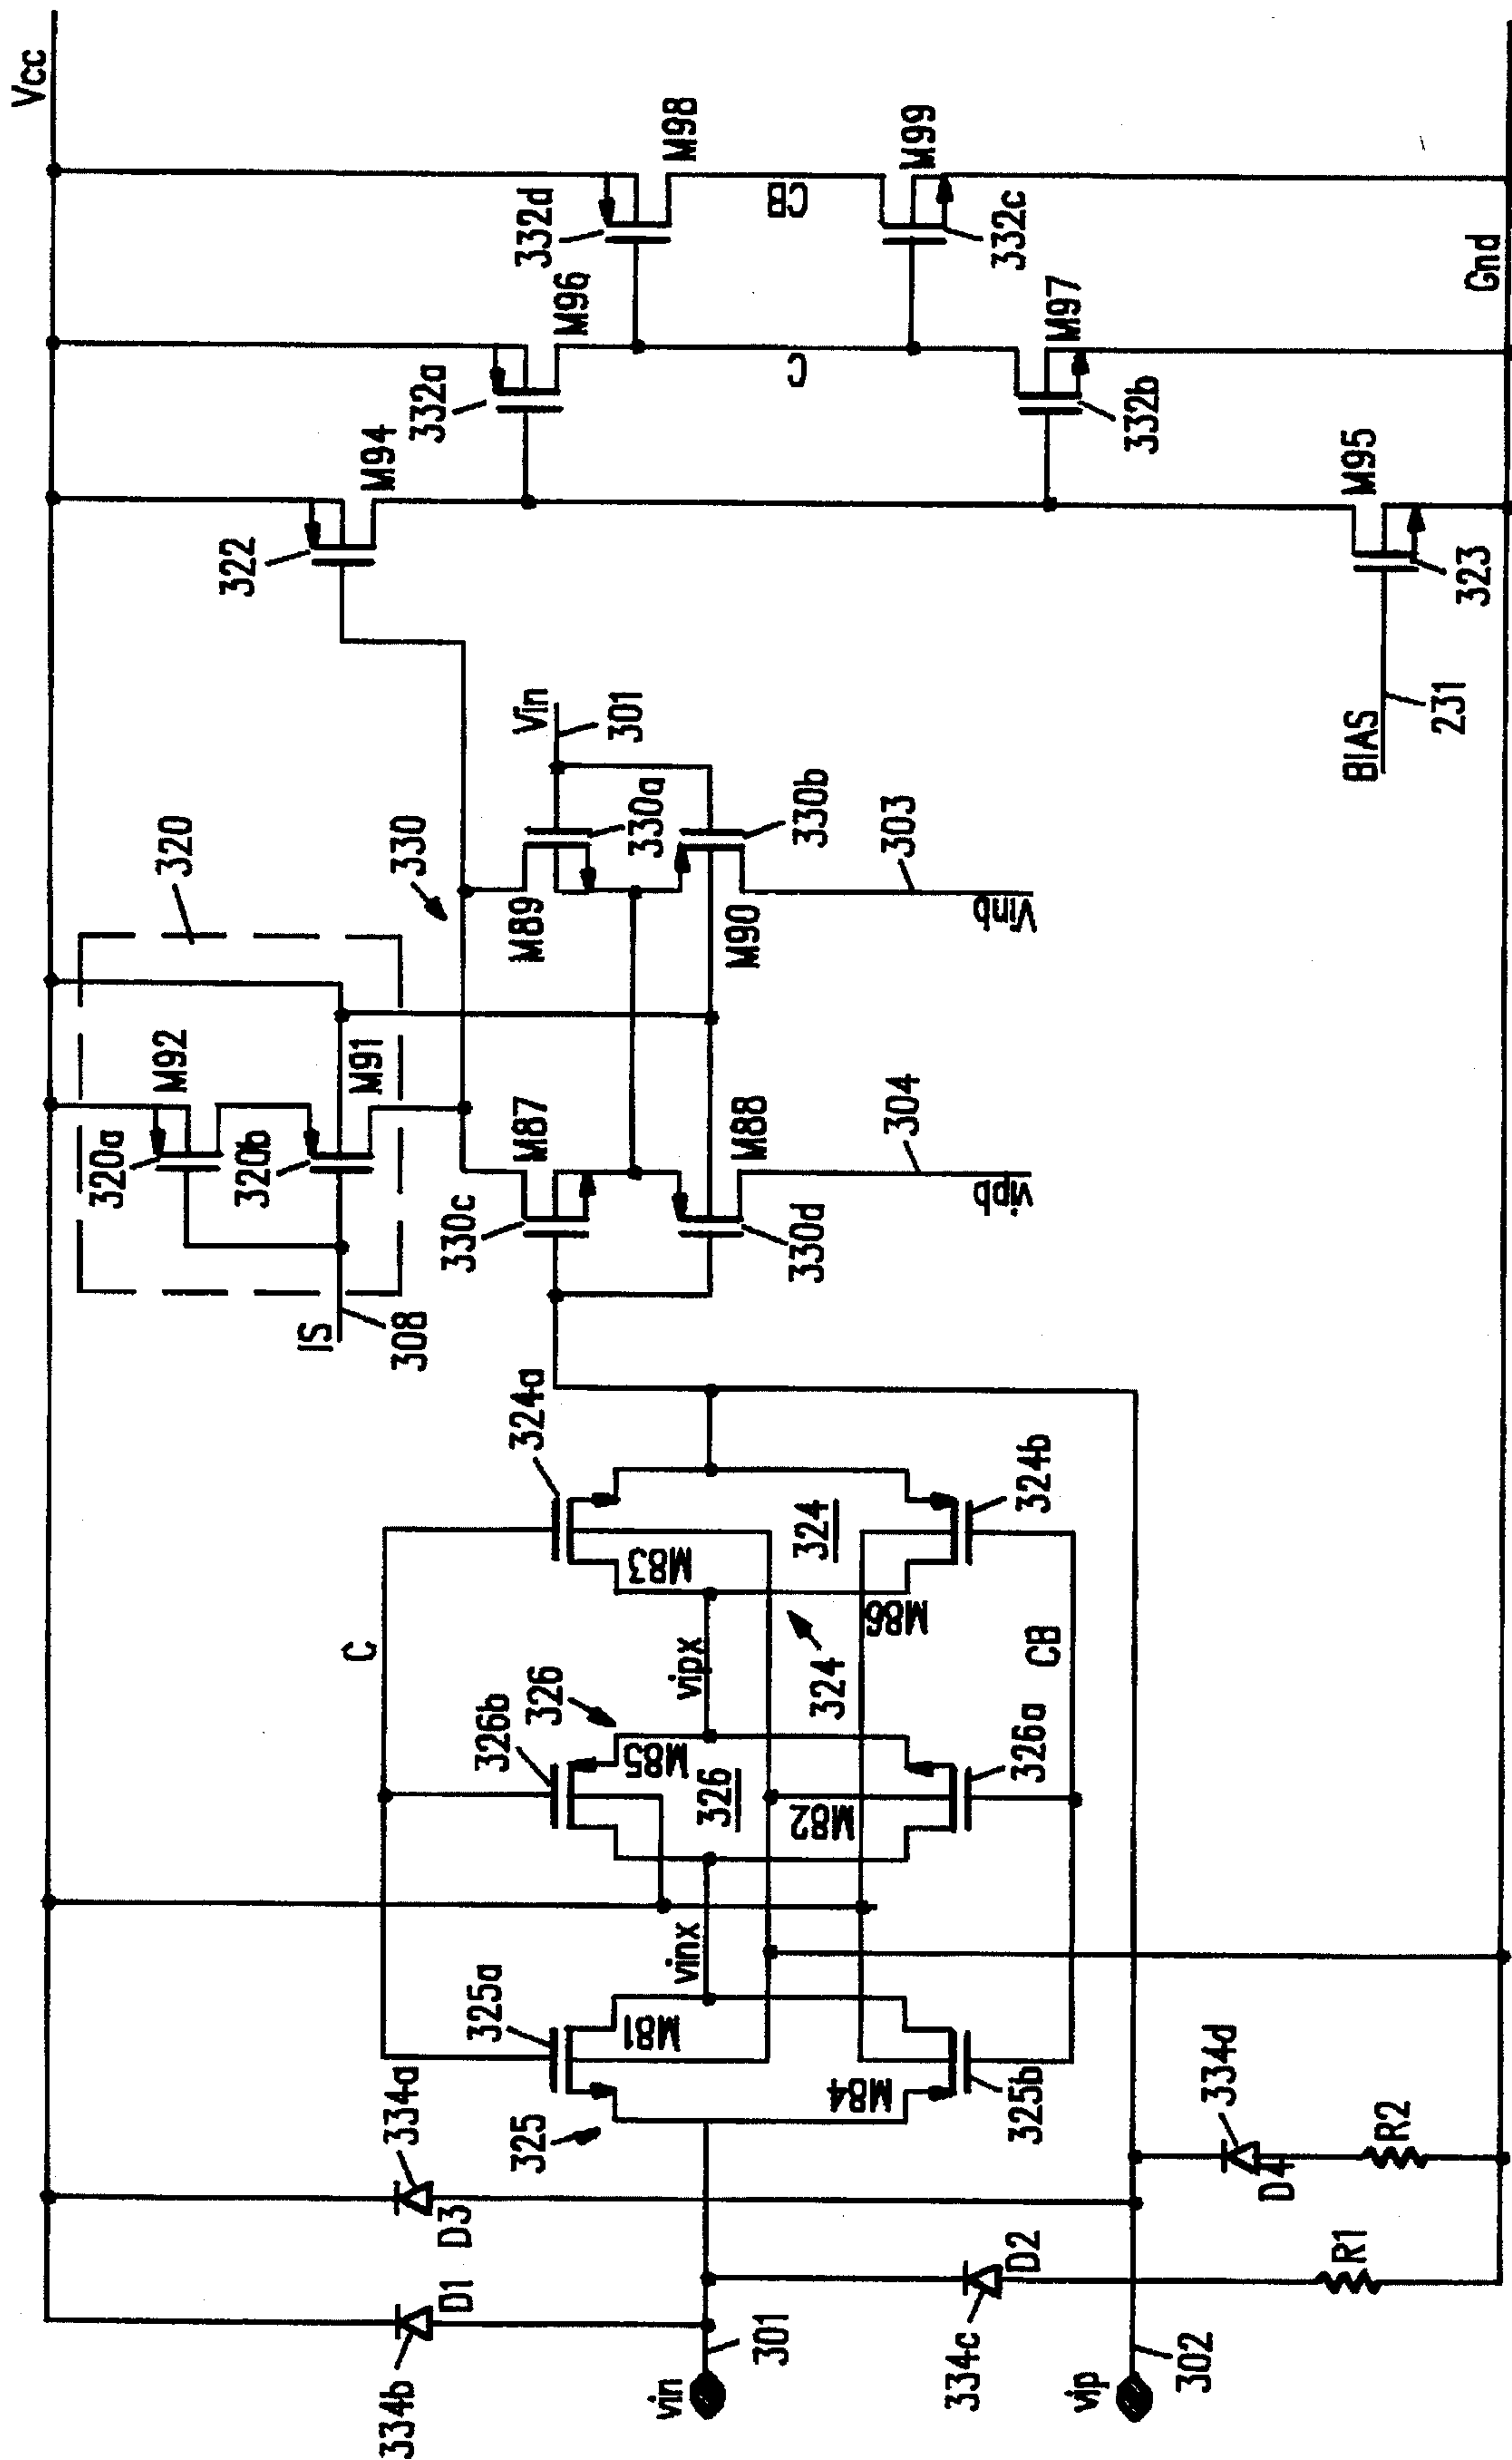 Vcc
Gnd
334b
D1
334a
D3
vin
301
334c
D2
R1
vip
302
334d
D4
R2
325
325a
M81
M84
325b
vinx
C
326b
326
M85
326
M82
326a
vipx
324
CB
324a
M83
324
M86
324b
IS
308
320a
M92
320b
M91
320
330c
M87
330d
M88
304
vipb
330
M89
330a
M90
330b
303
Vinb
Vin
301
322
M94
BIAS
231
M95
323
332a
M96
C
M97
332b
332d
M98
CB
M99
332c